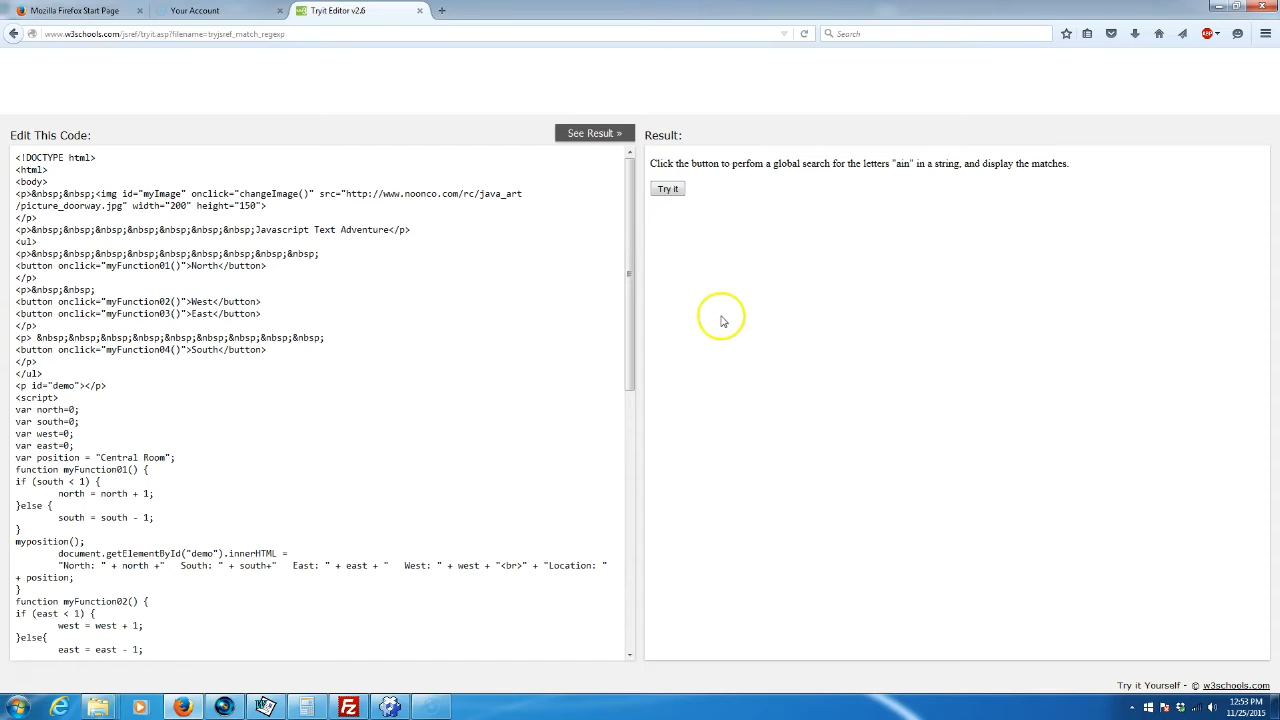 Mozilla Firefox Start Page
Your Account
Tryit Editor v2.6
www.w3schools.com/jsref/tryit.asp?filename=tryjsref_match_regexp
Search
Edit This Code:
See Result »
Result:
<!DOCTYPE html>
<html>
<body>
<p>&nbsp;&nbsp;<img id="myImage" onclick="changeImage()" src="http://www.noonco.com/rc/java_art
/picture_doorway.jpg" width="200" height="150">
</p>
<p>&nbsp;&nbsp;&nbsp;&nbsp;&nbsp;&nbsp;&nbsp;Javascript Text Adventure</p>
<ul>
<p>&nbsp;&nbsp;&nbsp;&nbsp;&nbsp;&nbsp;&nbsp;&nbsp;&nbsp;
<button onclick="myFunction01()">North</button>
</p>
<p>&nbsp;&nbsp;
<button onclick="myFunction02()">West</button>
<button onclick="myFunction03()">East</button>
</p>
<p> &nbsp;&nbsp;&nbsp;&nbsp;&nbsp;&nbsp;&nbsp;&nbsp;&nbsp;
<button onclick="myFunction04()">South</button>
</p>
</ul>
<p id="demo"></p>
<script>
var north=0;
var south=0;
var west=0;
var east=0;
var position = "Central Room";
function myFunction01() {
if (south < 1) {
north = north + 1;
}else {
south = south - 1;
}
myposition();
document.getElementById("demo").innerHTML =
"North: " + north +"   South: " + south+"   East: " + east + "   West: " + west + "<br>" + "Location: "
+ position;
}
function myFunction02() {
if (east < 1) {
west = west + 1;
}else{
east = east - 1;
Click the button to perfom a global search for the letters "ain" in a string, and display the matches.
Try it
Try it Yourself - © w3schools.com
12:53 PM
11/25/2015